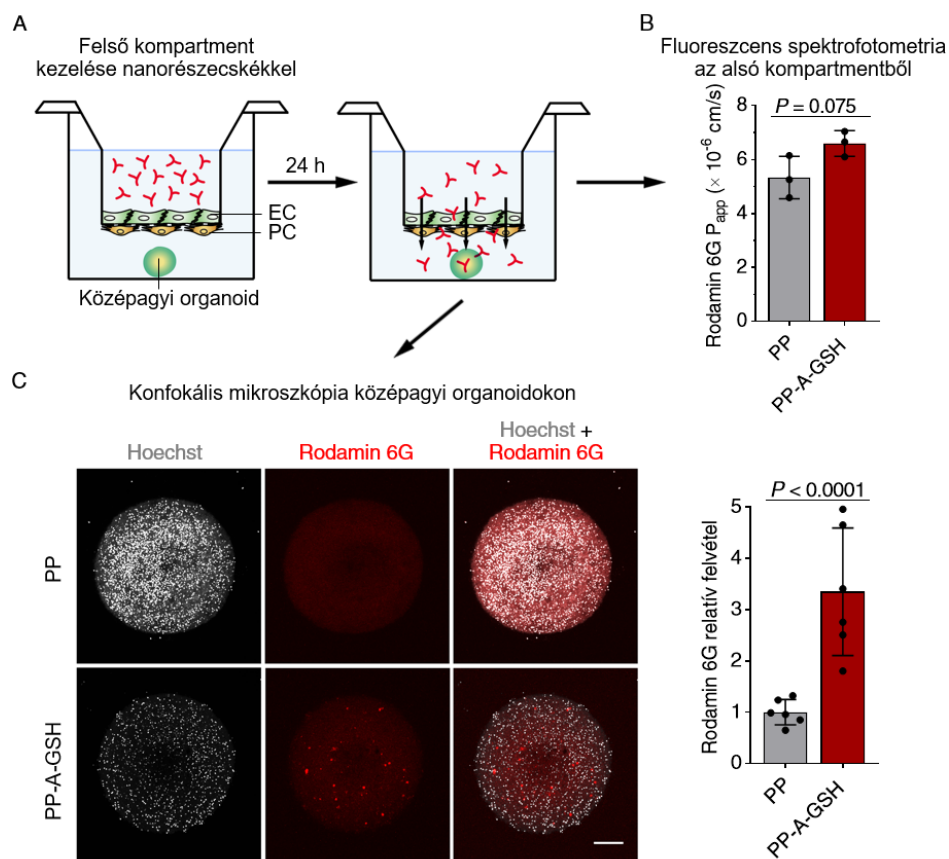 A
Felső kompartment
kezelése nanorészecskékkel
24 h
EC
PC
Középagyi organoid
B
Fluoreszcens spektrofotometria
az alsó kompartmentből
P = 0.075
Rodamin 6G Papp (× 10-6 cm/s)
8
6
4
2
0
PP
PP-A-GSH
C
Konfokális mikroszkópia középagyi organoidokon
Hoechst
Rodamin 6G
Hoechst +
Rodamin 6G
PP
PP-A-GSH
P < 0.0001
Rodamin 6G relatív felvétel
5
4
3
2
1
0
PP
PP-A-GSH